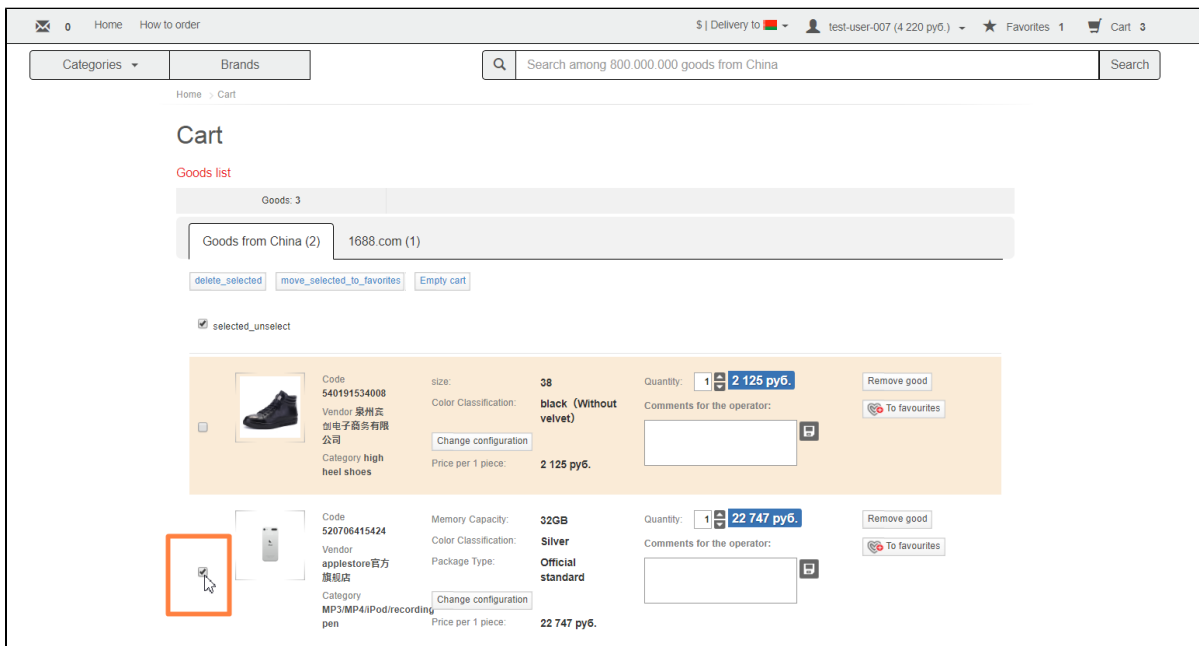 0 Home How to order $ | Delivery to test-user-007 (4 220 руб.) Favorites 1 Cart 3
Categories Brands Search among 800.000.000 goods from China Search
Home > Cart
Cart
Goods list
Goods: 3
Goods from China (2) 1688.com (1)
delete_selected move_selected_to_favorites Empty cart
selected_unselect
Code
540191534008
Vendor 泉州宾
创电子商务有限
公司
Category high
heel shoes
size: 38
Color Classification: black（Without
velvet）
Change configuration
Price per 1 piece: 2 125 руб.
Quantity: 1 2 125 руб.
Comments for the operator:
Remove good
To favourites
Code
520706415424
Vendor
applestore官方
旗舰店
Category
MP3/MP4/iPod/recording
pen
Memory Capacity: 32GB
Color Classification: Silver
Package Type: Official
standard
Change configuration
Price per 1 piece: 22 747 руб.
Quantity: 1 22 747 руб.
Comments for the operator:
Remove good
To favourites